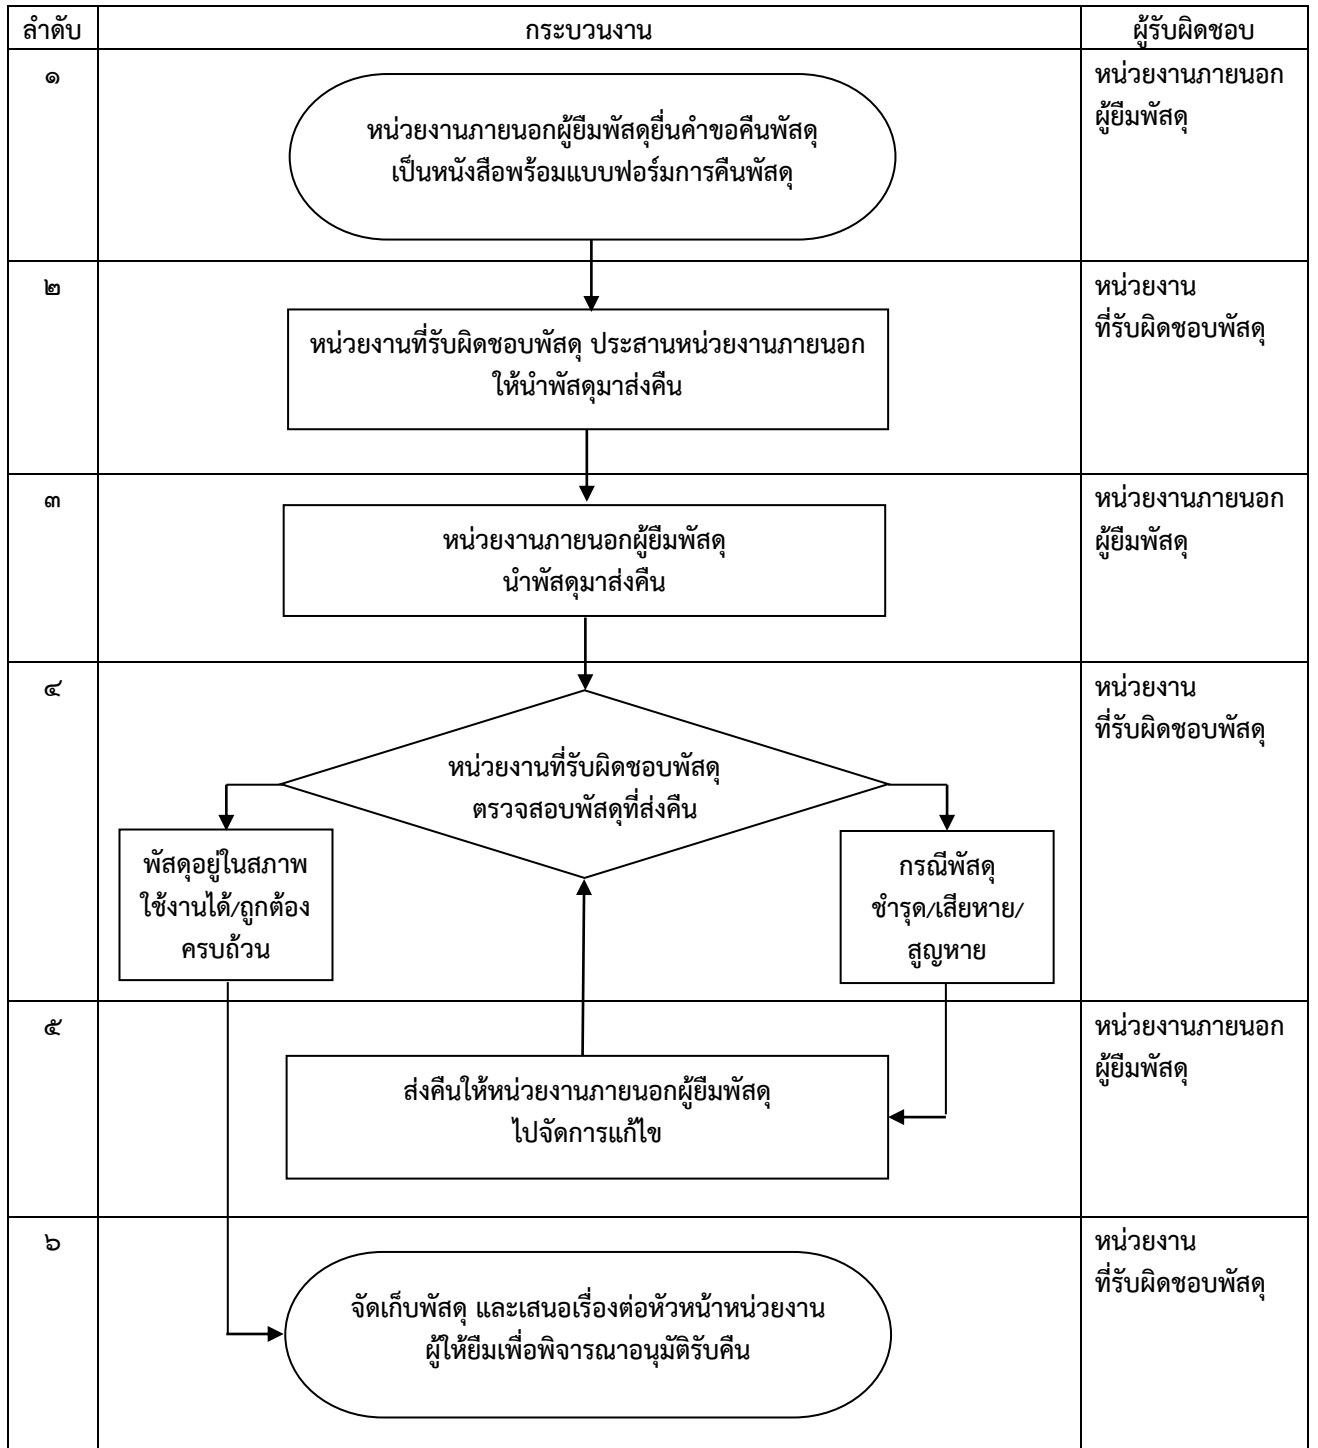 ลำดับ
กระบวนงาน
ผู้รับผิดชอบ
๑
หน่วยงานภายนอกผู้ยืมพัสดุยื่นคำขอคืนพัสดุ
เป็นหนังสือพร้อมแบบฟอร์มการคืนพัสดุ
หน่วยงานภายนอก
ผู้ยืมพัสดุ
๒
หน่วยงานที่รับผิดชอบพัสดุ ประสานหน่วยงานภายนอก
ให้นำพัสดุมาส่งคืน
หน่วยงาน
ที่รับผิดชอบพัสดุ
๓
หน่วยงานภายนอกผู้ยืมพัสดุ
นำพัสดุมาส่งคืน
หน่วยงานภายนอก
ผู้ยืมพัสดุ
๔
หน่วยงานที่รับผิดชอบพัสดุ
ตรวจสอบพัสดุที่ส่งคืน
พัสดุอยู่ในสภาพ
ใช้งานได้/ถูกต้อง
ครบถ้วน
กรณีพัสดุ
ชำรุด/เสียหาย/
สูญหาย
หน่วยงาน
ที่รับผิดชอบพัสดุ
๕
ส่งคืนให้หน่วยงานภายนอกผู้ยืมพัสดุ
ไปจัดการแก้ไข
หน่วยงานภายนอก
ผู้ยืมพัสดุ
๖
จัดเก็บพัสดุ และเสนอเรื่องต่อหัวหน้าหน่วยงาน
ผู้ให้ยืมเพื่อพิจารณาอนุมัติรับคืน
หน่วยงาน
ที่รับผิดชอบพัสดุ